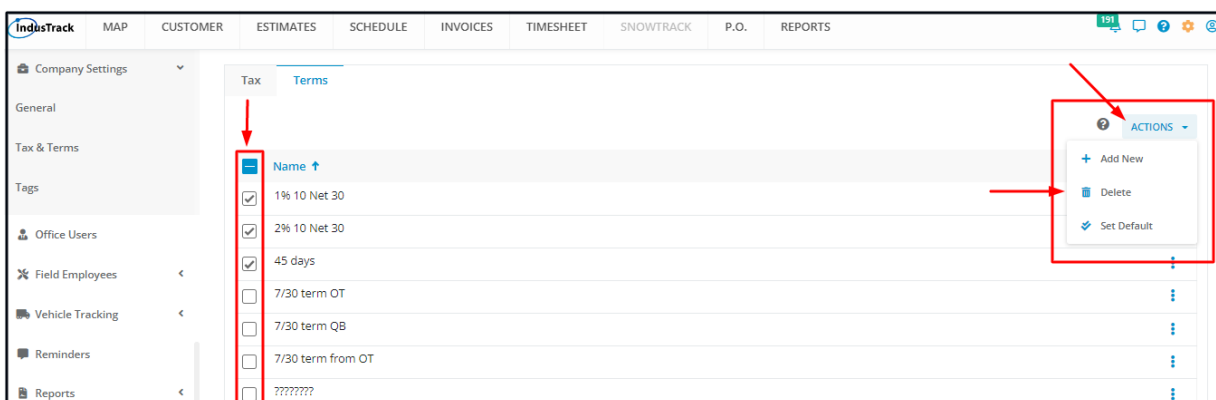 indusTrack MAP CUSTOMER ESTIMATES SCHEDULE INVOICES TIMESHEET SNOWTRACK P.O. REPORTS 191
Company Settings
General
Tax & Terms
Tags
Office Users
Field Employees
Vehicle Tracking
Reminders
Reports
Tax Terms
ACTIONS
Add New
Delete
Set Default
Name
1% 10 Net 30
2% 10 Net 30
45 days
7/30 term OT
7/30 term QB
7/30 term from OT
????????